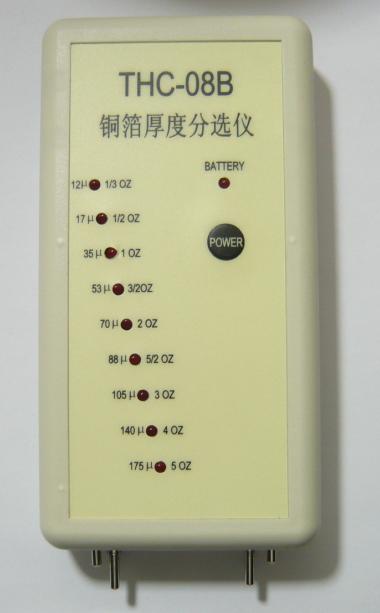 THC-08B
铜箔厚度分选仪
BATTERY
12μ 1/3 OZ
17μ 1/2 OZ
POWER
35μ 1 OZ
53μ 3/2OZ
70μ 2 OZ
88μ 5/2 OZ
105μ 3 OZ
140μ 4 OZ
175μ 5 OZ